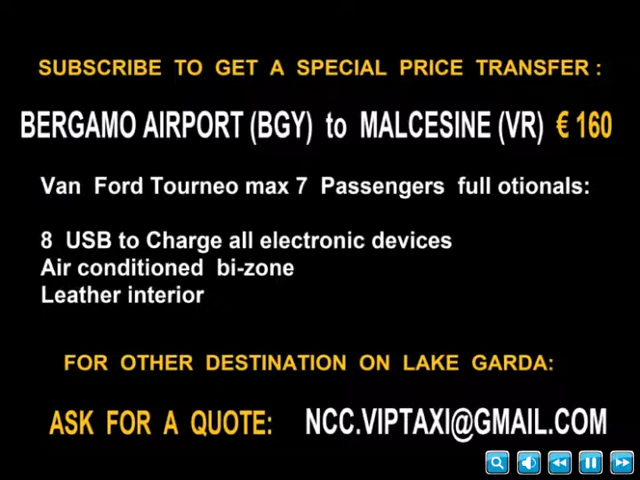 SUBSCRIBE TO GET A SPECIAL PRICE TRANSFER :
BERGAMO AIRPORT (BGY) to MALCESINE (VR) € 160
Van Ford Tourneo max 7 Passengers full otionals:
8 USB to Charge all electronic devices
Air conditioned bi-zone
Leather interior
FOR OTHER DESTINATION ON LAKE GARDA:
ASK FOR A QUOTE: NCC.VIPTAXI@GMAIL.COM